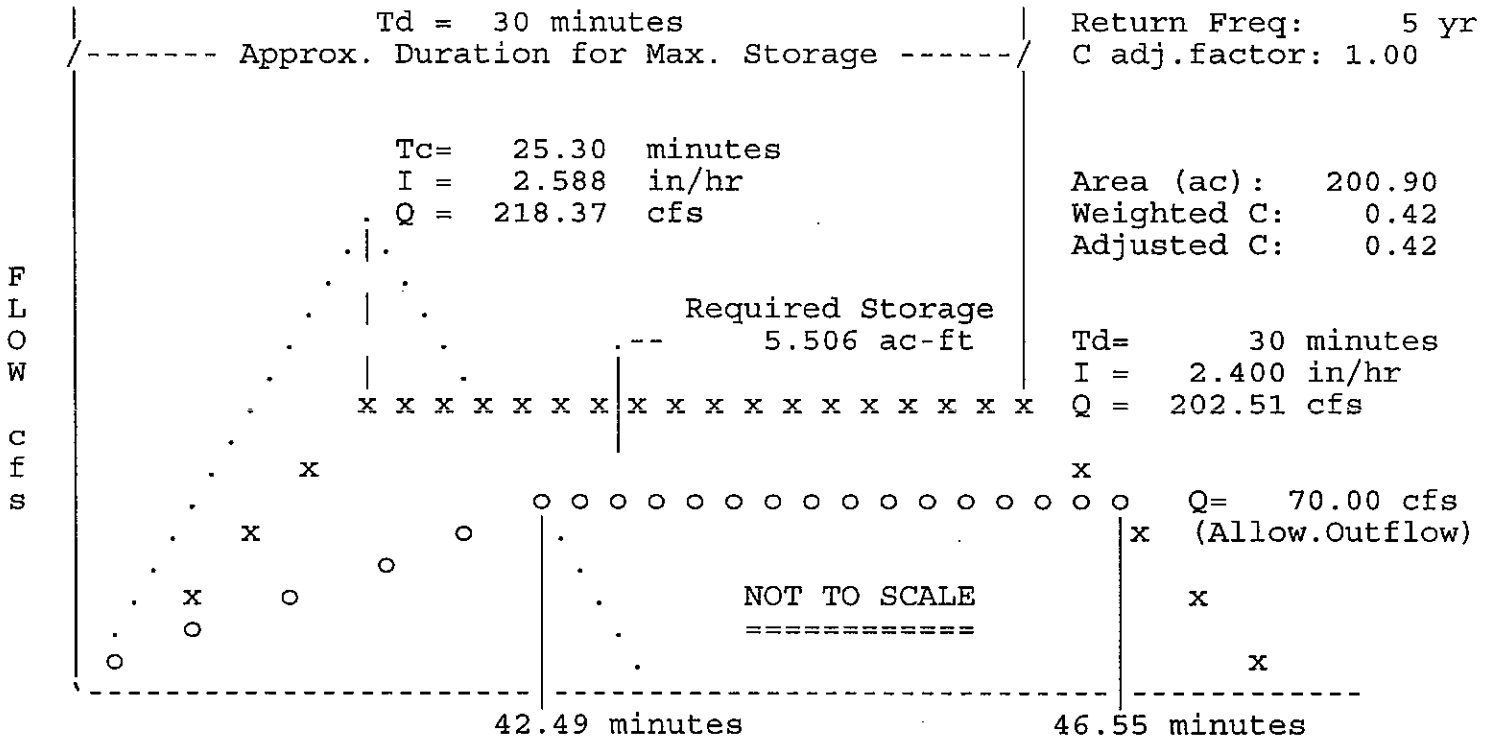 Td = 30 minutes
Return Freq: 5 yr
/------- Approx. Duration for Max. Storage ------/
C adj.factor: 1.00
Tc= 25.30 minutes
I = 2.588 in/hr
Q = 218.37 cfs
Area (ac): 200.90
Weighted C: 0.42
Adjusted C: 0.42
FLOW
cfs
Required Storage
5.506 ac-ft
Td= 30 minutes
I = 2.400 in/hr
x x x x x x x x x x x x x x x x x x
Q = 202.51 cfs
x x
o o o o o o o o o o o o o o o o
Q= 70.00 cfs
x o x
(Allow.Outflow)
o
x o x
NOT TO SCALE
============
o
o x
42.49 minutes
46.55 minutes